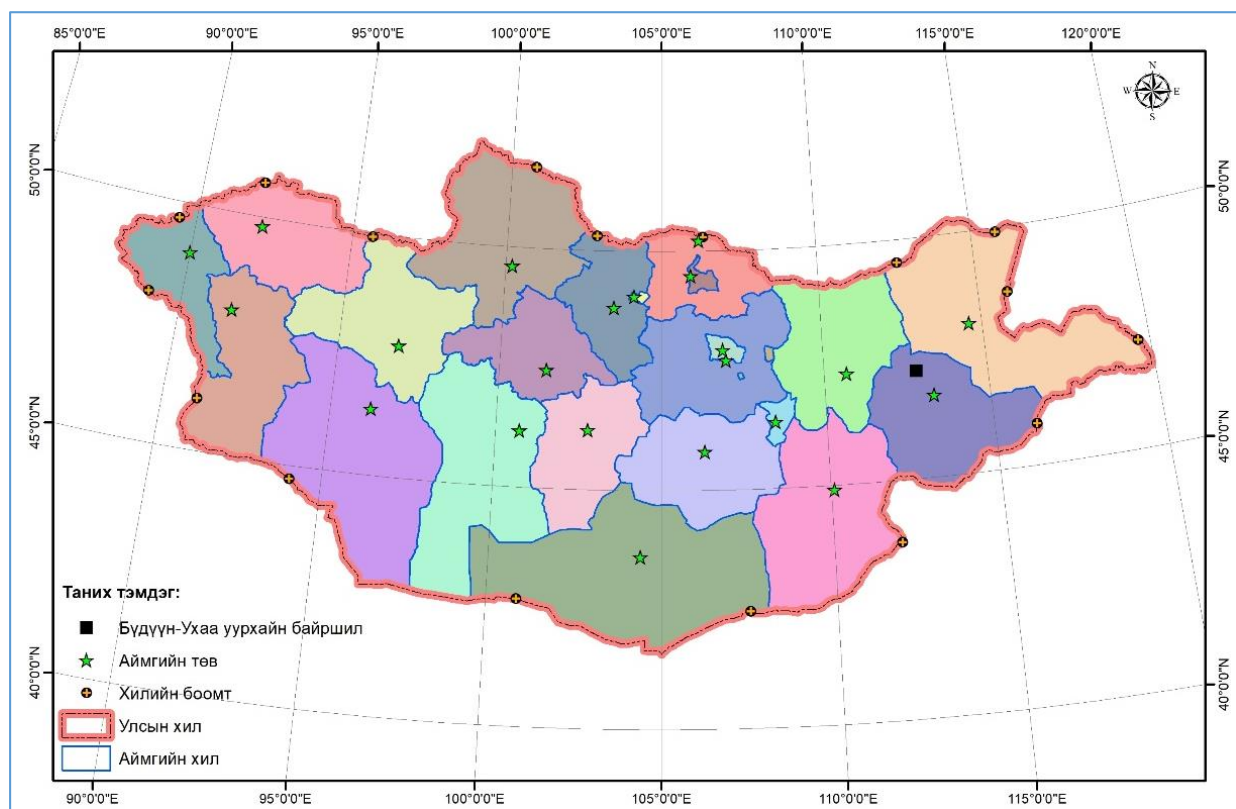 85°0'0"E 90°0'0"E 95°0'0"E 100°0'0"E 105°0'0"E 110°0'0"E 115°0'0"E 120°0'0"E
N
W E
S
50°0'0"N 50°0'0"N
45°0'0"N 45°0'0"N
40°0'0"N 40°0'0"N
Таних тэмдэг:
Бүдүүн-Ухаа уурхайн байршил
Аймгийн төв
Хилийн боомт
Улсын хил
Аймгийн хил
90°0'0"E 95°0'0"E 100°0'0"E 105°0'0"E 110°0'0"E 115°0'0"E